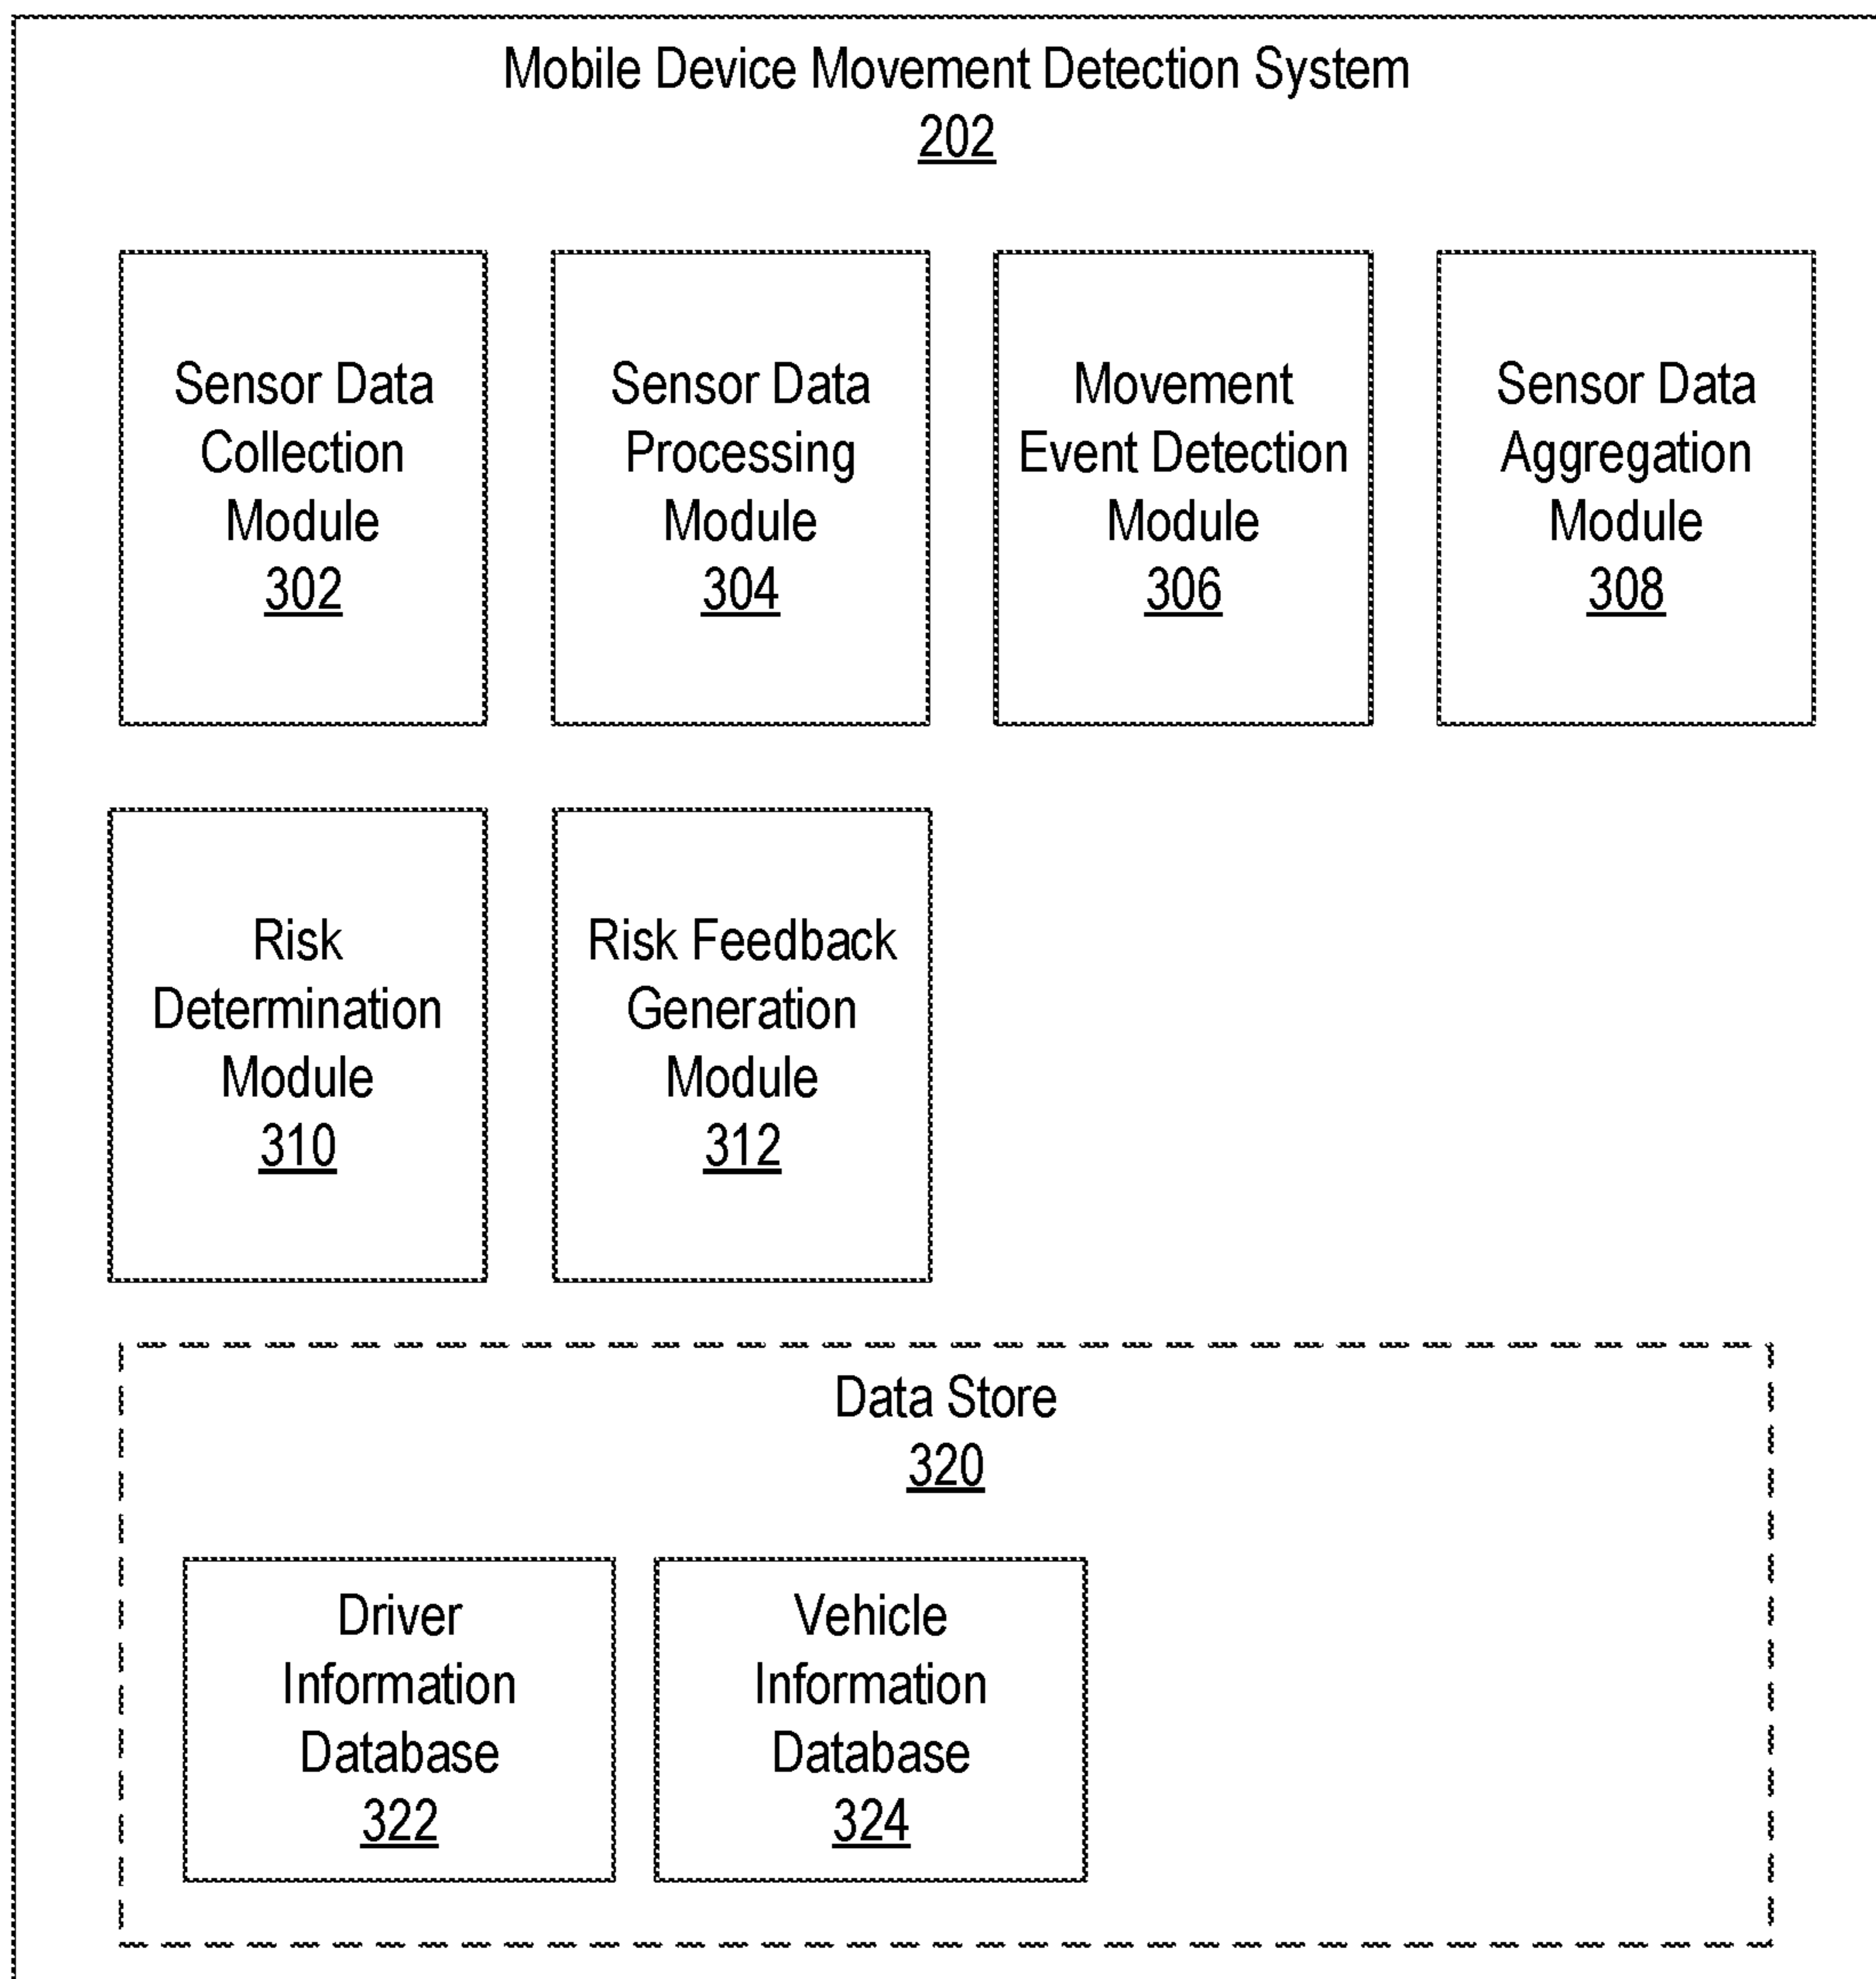 Mobile Device Movement Detection System
202
Sensor Data
Collection
Module
302
Sensor Data
Processing
Module
304
Movement
Event Detection
Module
306
Sensor Data
Aggregation
Module
308
Risk
Determination
Module
310
Risk Feedback
Generation
Module
312
Data Store
320
Driver
Information
Database
322
Vehicle
Information
Database
324